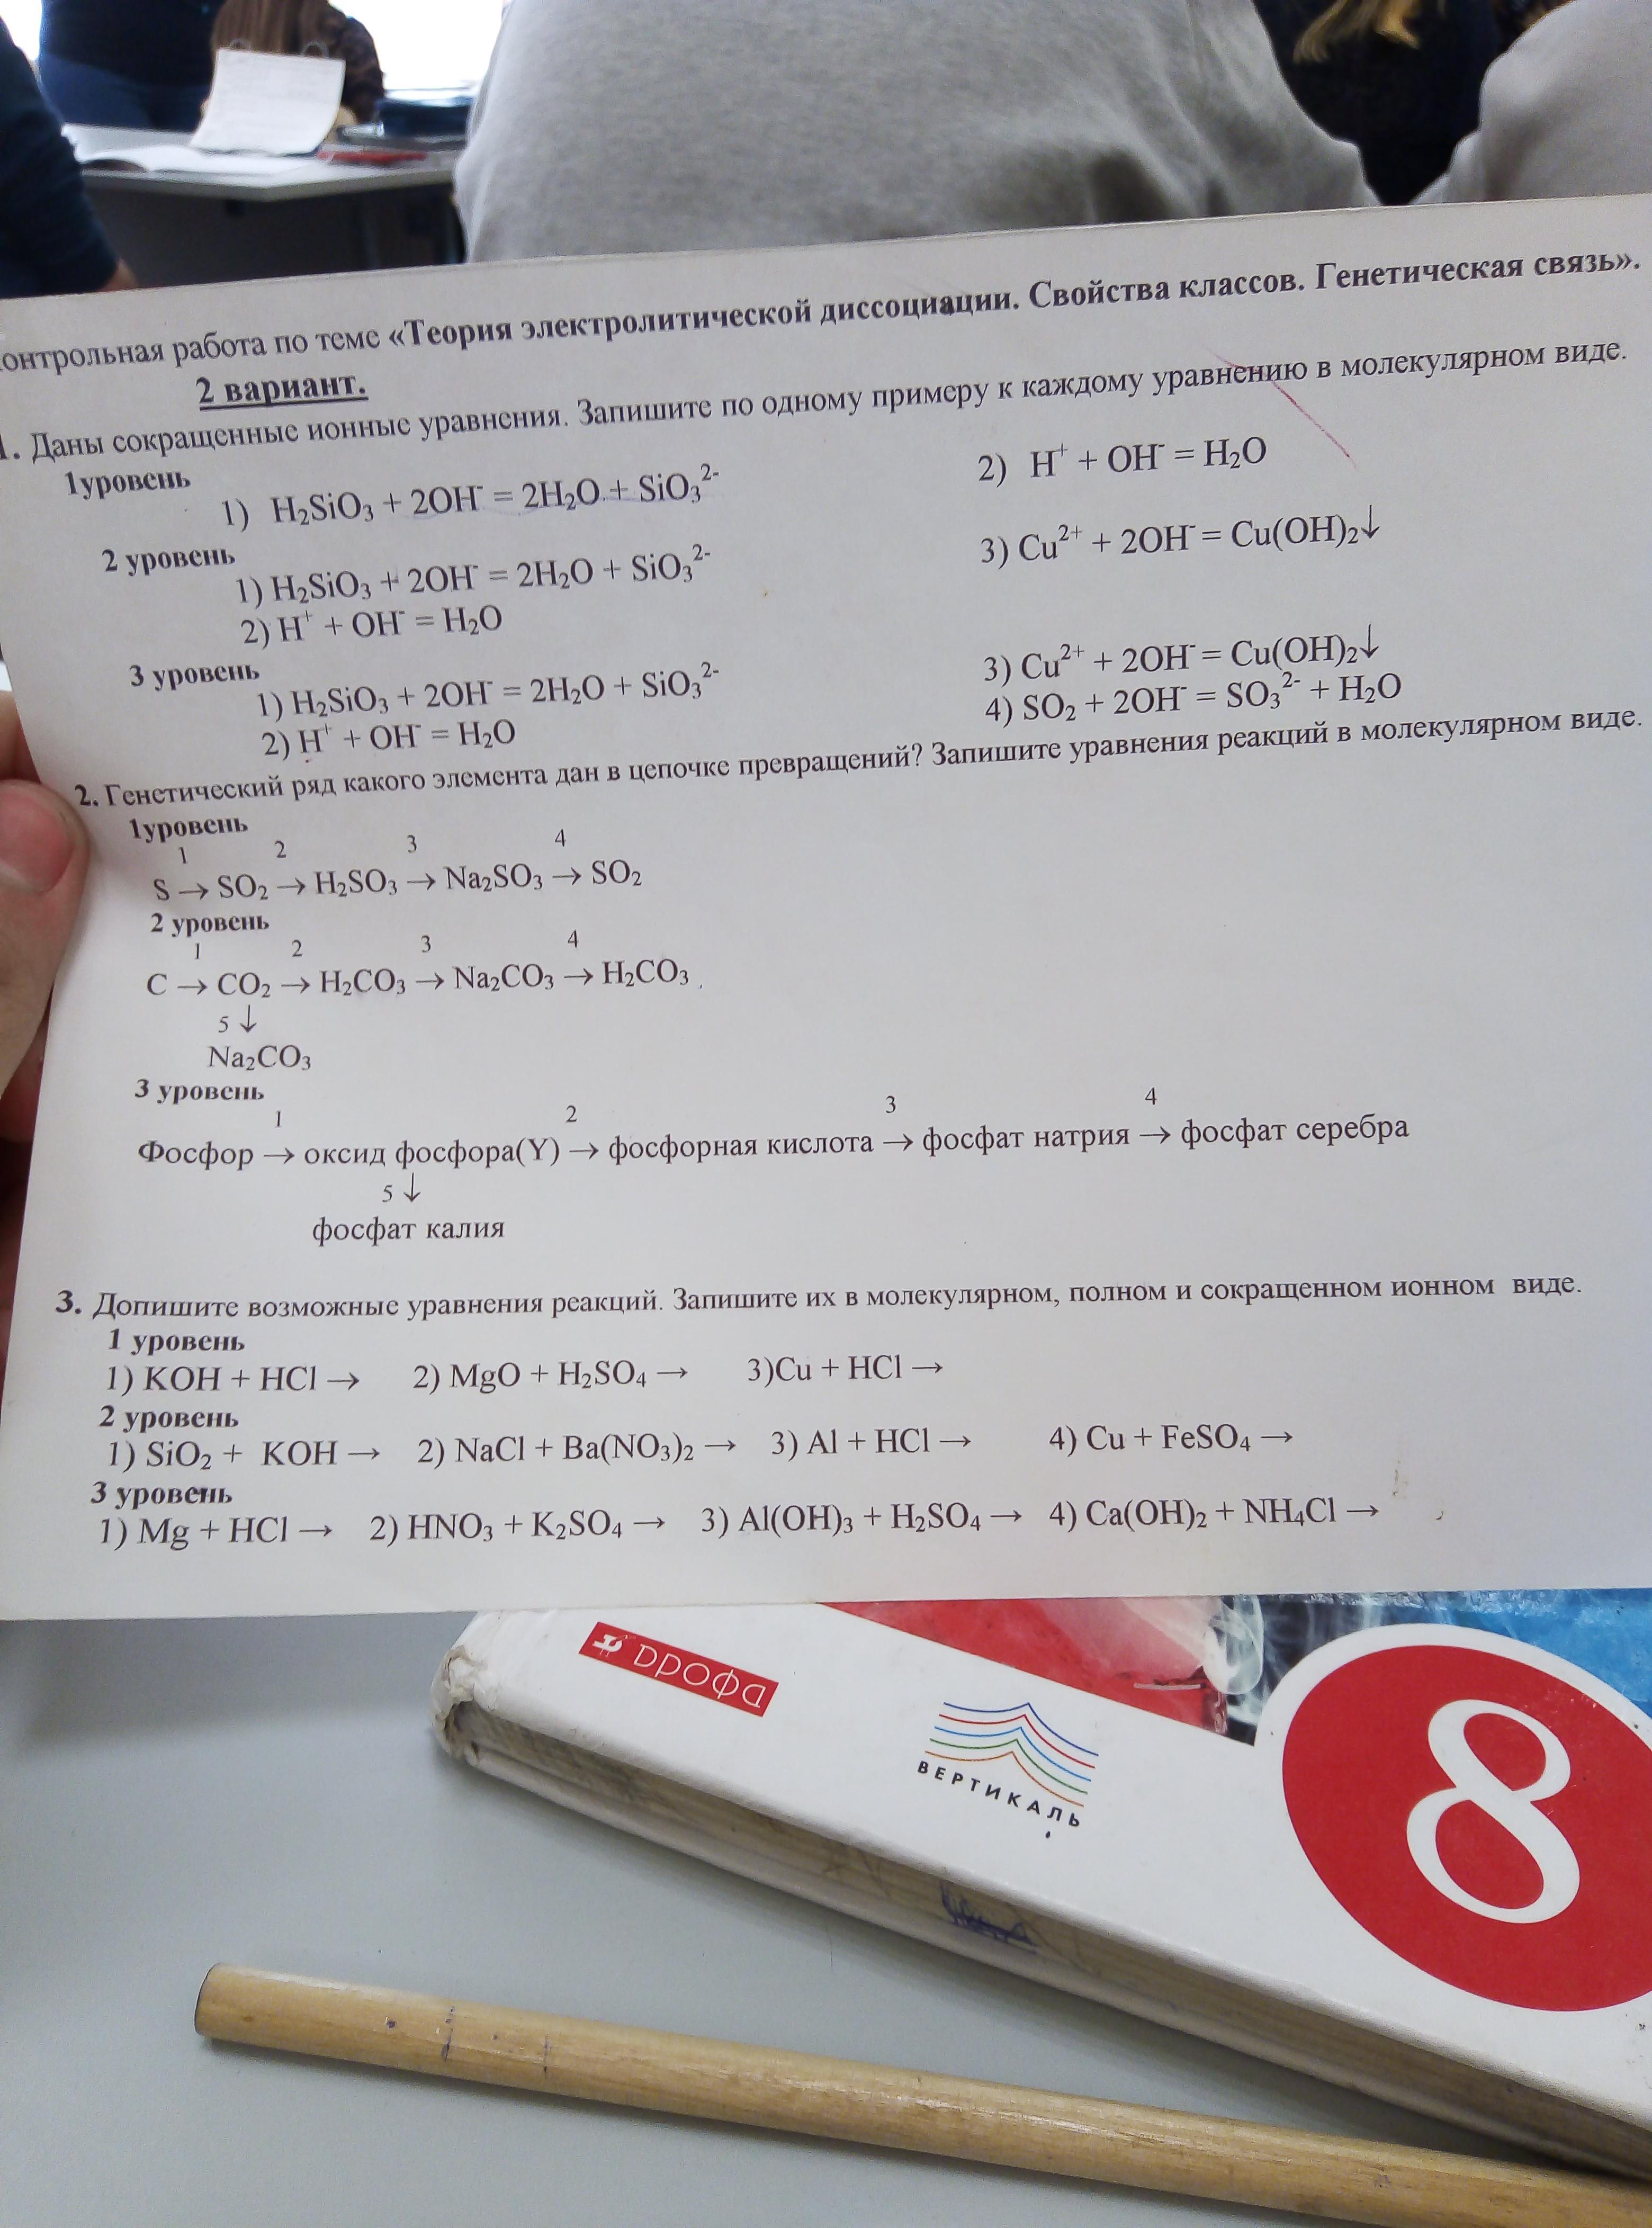 онтрольная работа по теме «Теория электролитической диссоциации. Свойства классов. Генетическая связь».
2 вариант.
1. Даны сокращенные ионные уравнения. Запишите по одному примеру к каждому уравнению в молекулярном виде.
1уровень
1) H₂SiO₃ + 2OH⁻ = 2H₂O + SiO₃²⁻ 2) H⁺ + OH⁻ = H₂O
2 уровень
1) H₂SiO₃ + 2OH⁻ = 2H₂O + SiO₃²⁻ 3) Cu²⁺ + 2OH⁻ = Cu(OH)₂↓
2) H⁺ + OH⁻ = H₂O
3 уровень
1) H₂SiO₃ + 2OH⁻ = 2H₂O + SiO₃²⁻ 3) Cu²⁺ + 2OH⁻ = Cu(OH)₂↓
2) H⁺ + OH⁻ = H₂O 4) SO₂ + 2OH⁻ = SO₃²⁻ + H₂O
2. Генетический ряд какого элемента дан в цепочке превращений? Запишите уравнения реакций в молекулярном виде.
1уровень
1 2 3 4
S → SO₂ → H₂SO₃ → Na₂SO₃ → SO₂
2 уровень
1 2 3 4
C → CO₂ → H₂CO₃ → Na₂CO₃ → H₂CO₃
5 ↓
Na₂CO₃
3 уровень
1 2 3 4
Фосфор → оксид фосфора(Y) → фосфорная кислота → фосфат натрия → фосфат серебра
5 ↓
фосфат калия
3. Допишите возможные уравнения реакций. Запишите их в молекулярном, полном и сокращенном ионном виде.
1 уровень
1) KOH + HCl → 2) MgO + H₂SO₄ → 3)Cu + HCl →
2 уровень
1) SiO₂ + KOH → 2) NaCl + Ba(NO₃)₂ → 3) Al + HCl → 4) Cu + FeSO₄ →
3 уровень
1) Mg + HCl → 2) HNO₃ + K₂SO₄ → 3) Al(OH)₃ + H₂SO₄ → 4) Ca(OH)₂ + NH₄Cl →
Дрофа
ВЕРТИКАЛЬ
8